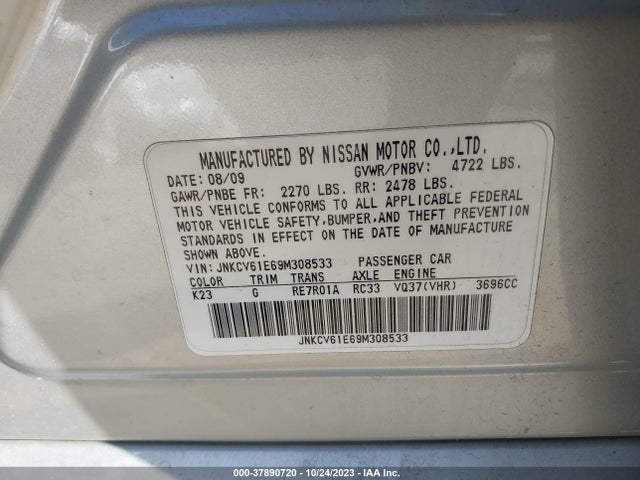 MANUFACTURED BY NISSAN MOTOR CO.,LTD.
DATE: 08/09 GVWR/PNBV: 4722 LBS.
GAWR/PNBE FR: 2270 LBS. RR: 2478 LBS.
THIS VEHICLE CONFORMS TO ALL APPLICABLE FEDERAL
MOTOR VEHICLE SAFETY,BUMPER,AND THEFT PREVENTION
STANDARDS IN EFFECT ON THE DATE OF MANUFACTURE
SHOWN ABOVE.
VIN: JNKCV61E69M308533 PASSENGER CAR
COLOR TRIM TRANS AXLE ENGINE
K23 G RE7R01A RC33 VQ37(VHR) 3696CC
JNKCV61E69M308533
000-37890720 - 10/24/2023 - IAA Inc.